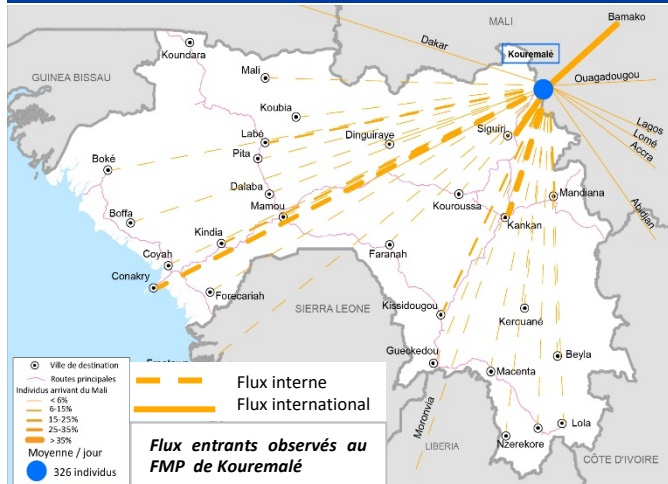 MALI
Bamako
Koundara
Dakar
Kouremalé
GUINEA BISSAU
Mali
Ouagadougou
Koubia
Labé
Dinguiraye
Siguiri
Lagos
Lomé
Accra
Pita
Boké
Dalaba
Mandiana
Abidjan
Mamou
Kouroussa
Boffa
Kankan
Kindia
Coyah
Faranah
Conakry
Forecariah
SIERRA LEONE
Kissidougou
Kerouané
Gueckedou
Beyla
Macenta
Moronvia
Lola
Nzerekore
LIBERIA
CÔTE D'IVOIRE
Ville de destination
Routes principales
Individus arrivant du Mali
< 6%
6-15%
15-25%
25-35%
> 35%
Moyenne / jour
326 individus
Flux interne
Flux international
Flux entrants observés au
FMP de Kouremalé